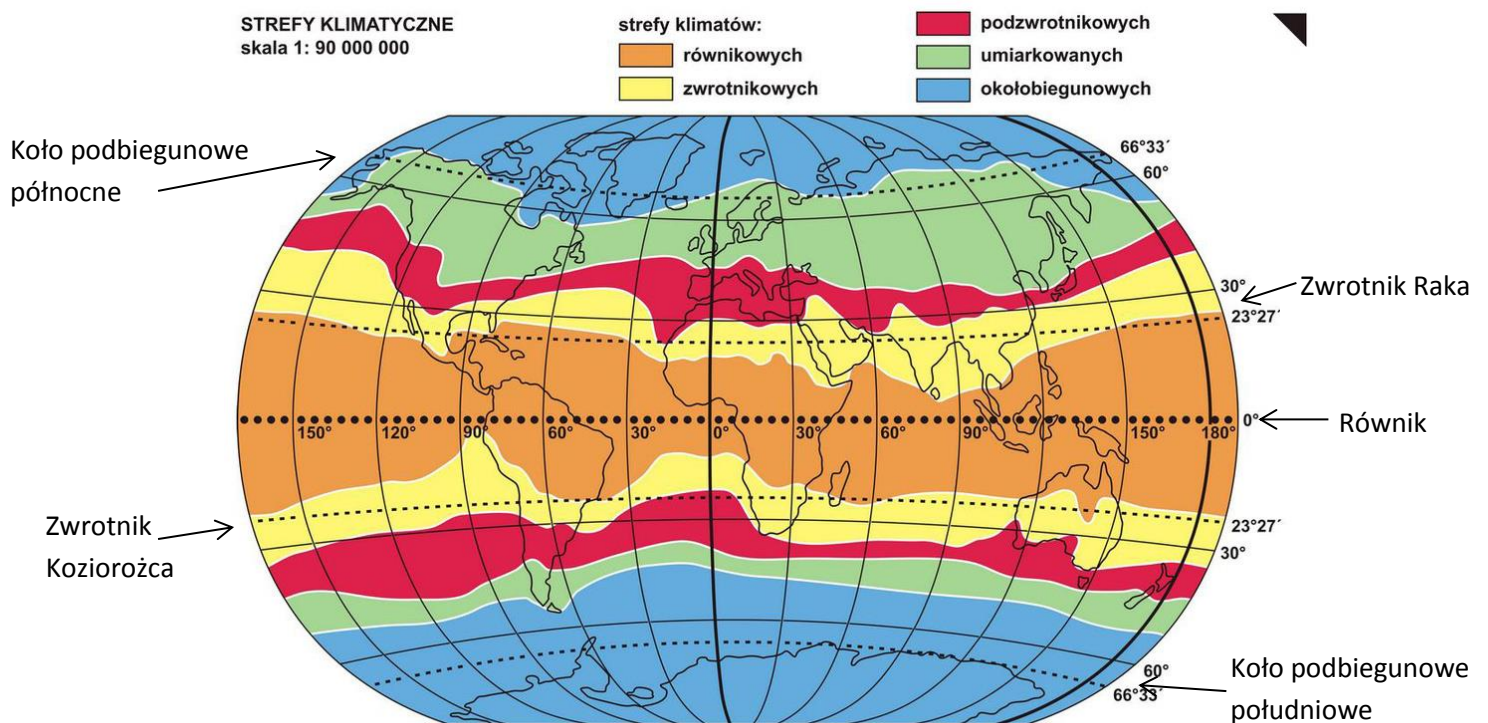 STREFY KLIMATYCZNE
skala 1: 90 000 000
strefy klimatów:
równikowych
zwrotnikowych
podzwrotnikowych
umiarkowanych
okołobiegunowych
Koło podbiegunowe
północne
66°33´
60°
30°
Zwrotnik Raka
23°27´
0°
Równik
150° 120° 90° 60° 30° 0° 30° 60° 90° 150° 180°
Zwrotnik
Koziorożca
23°27´
30°
60°
66°33´
Koło podbiegunowe
południowe